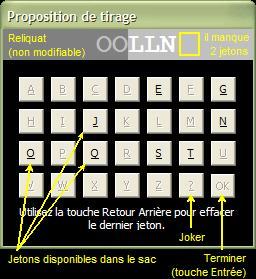 Proposition de tirage
Reliquat
(non modifiable)
OOLLN
il manque
2 jetons
A B C D E F G
H I J K L M N
O P Q R S T U
V W X Y Z ? OK
Utilisez la touche Retour Arrière pour effacer
le dernier jeton.
Joker
Jetons disponibles dans le sac
Terminer
(touche Entrée)